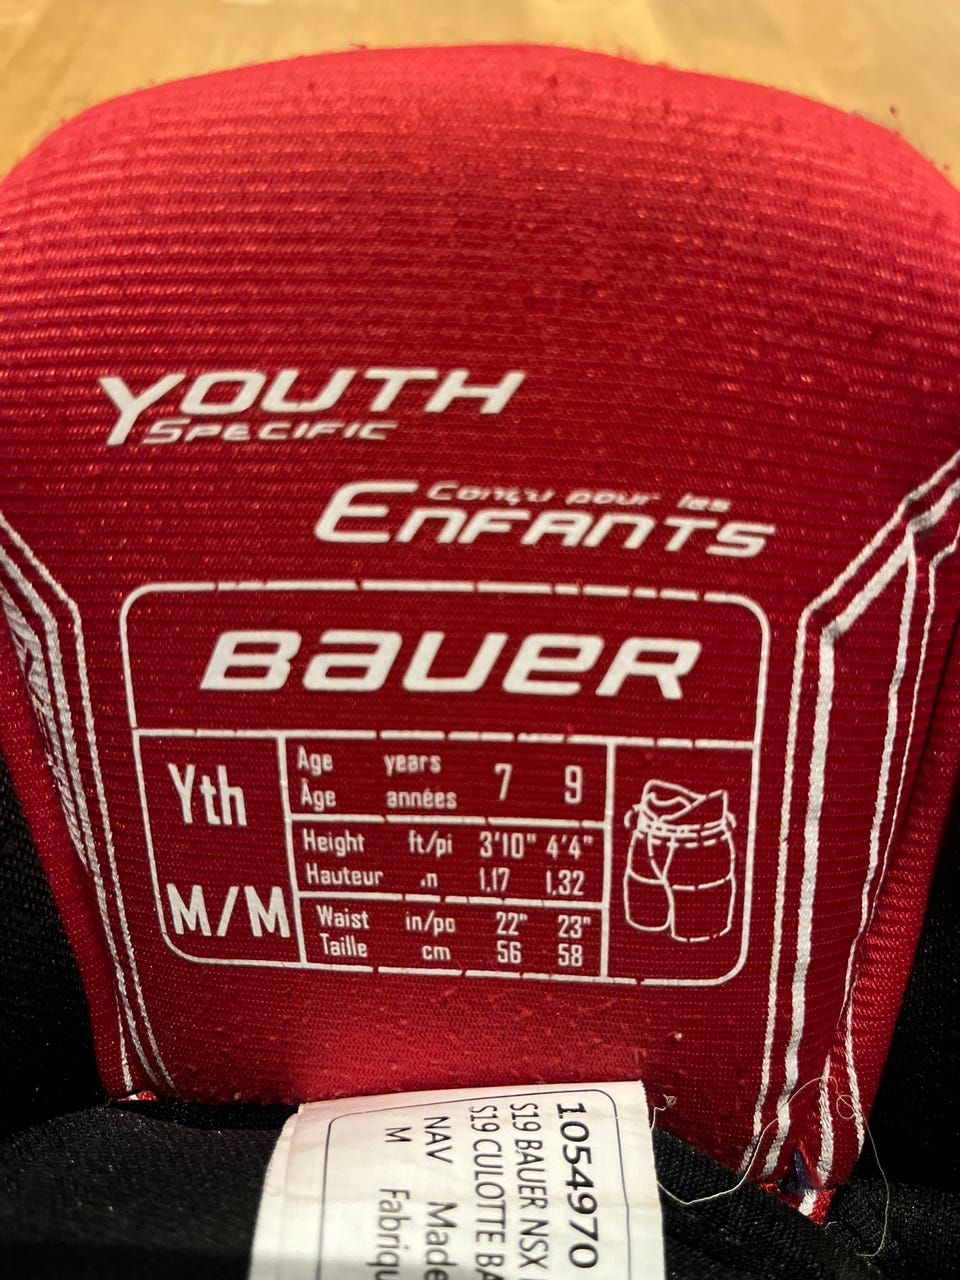 YOUTH
SPECIFIC
Conçu pour les
ENFANTS
BAUER
Yth
M/M
Age years 7 9
Âge années
Height ft/pi 3'10" 4'4"
Hauteur 1.17 1.32
Waist in/po 22" 23"
Taille cm 56 58
1054970
S19 BAUER NSX
S19 CULOTTE BA
NAV Made
M Fabriqu